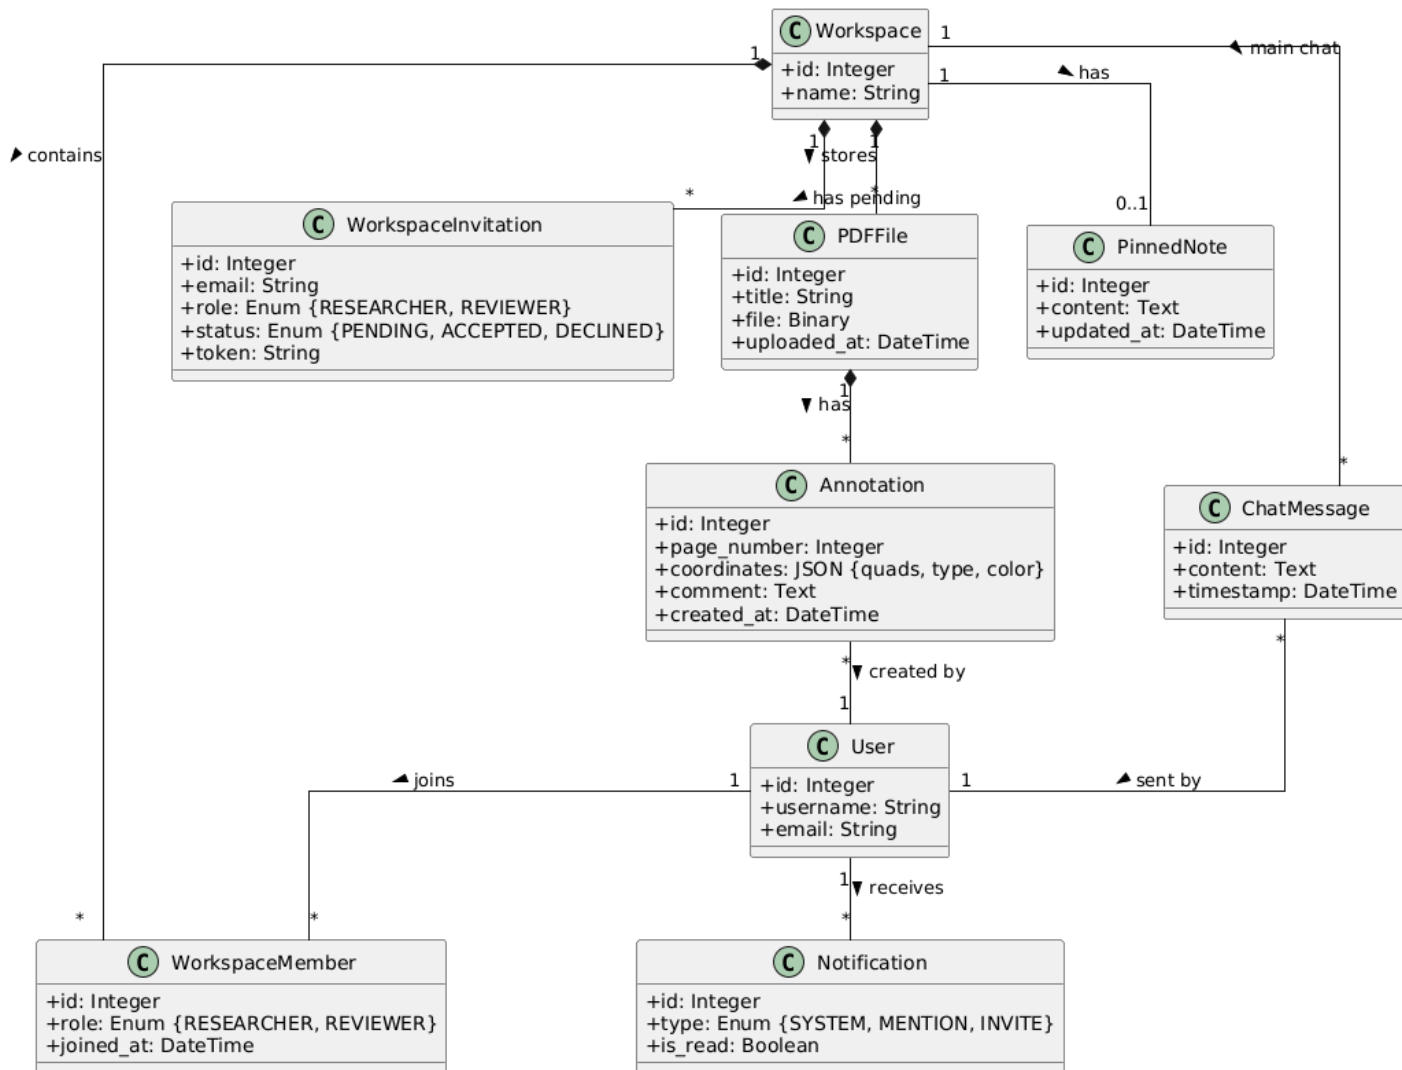 C Workspace
+id: Integer
+name: String
1
1
1
1
1
main chat
has
contains
stores
has pending
*
*
0..1
C WorkspaceInvitation
+id: Integer
+email: String
+role: Enum {RESEARCHER, REVIEWER}
+status: Enum {PENDING, ACCEPTED, DECLINED}
+token: String
C PDFFile
+id: Integer
+title: String
+file: Binary
+uploaded_at: DateTime
C PinnedNote
+id: Integer
+content: Text
+updated_at: DateTime
1
has
*
*
C Annotation
+id: Integer
+page_number: Integer
+coordinates: JSON {quads, type, color}
+comment: Text
+created_at: DateTime
C ChatMessage
+id: Integer
+content: Text
+timestamp: DateTime
*
created by
1
*
C User
+id: Integer
+username: String
+email: String
joins
1
1
sent by
1
receives
*
*
*
C WorkspaceMember
+id: Integer
+role: Enum {RESEARCHER, REVIEWER}
+joined_at: DateTime
C Notification
+id: Integer
+type: Enum {SYSTEM, MENTION, INVITE}
+is_read: Boolean